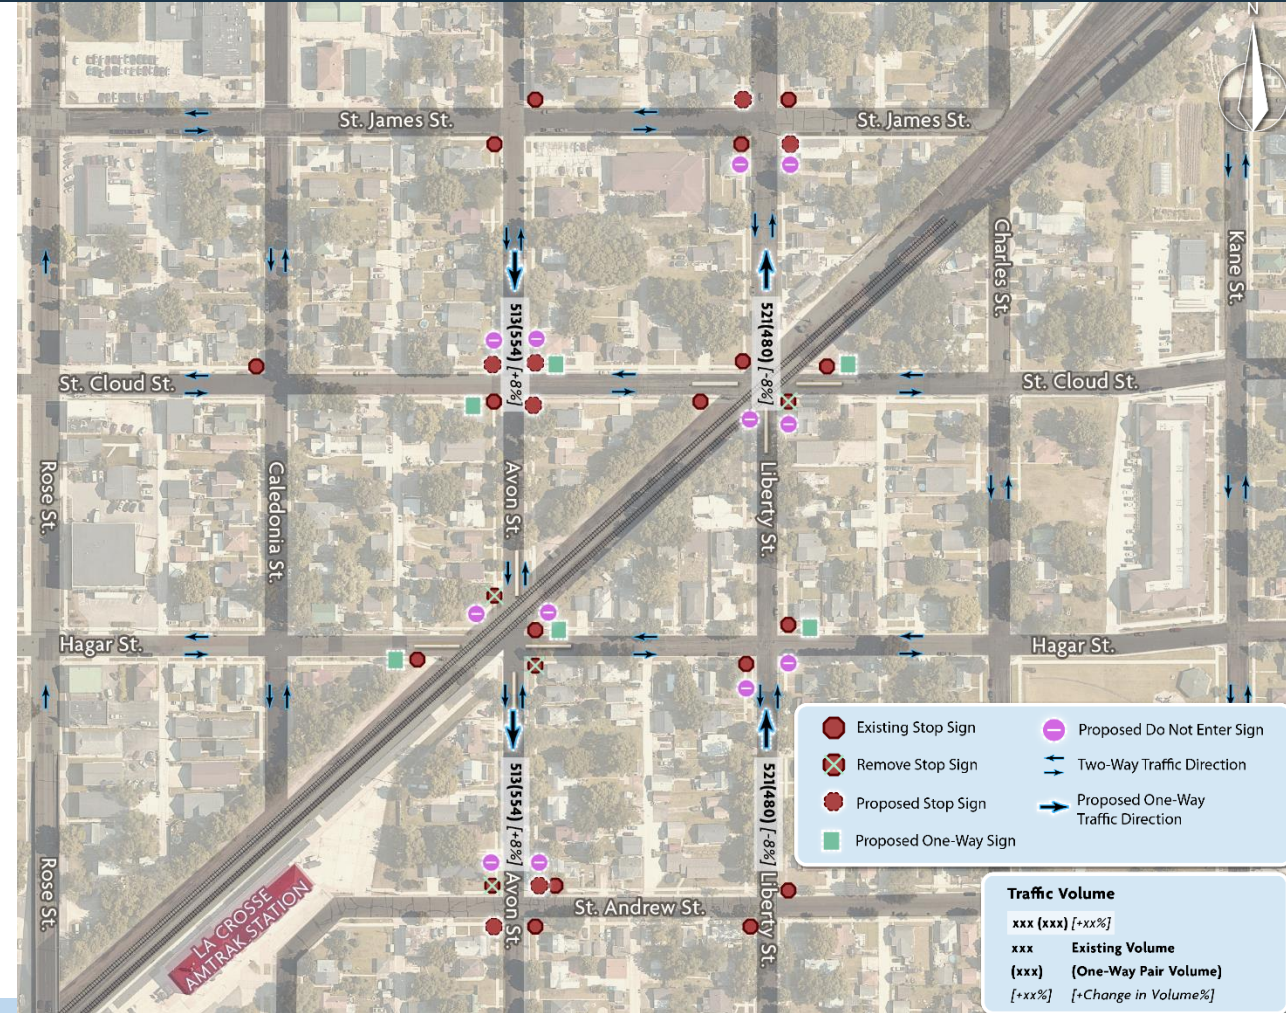 N
St. James St.
St. James St.
Charles St.
Kane St.
513(554) [+8%]
521(480) [-8%]
St. Cloud St.
St. Cloud St.
Rose St.
Caledonia St.
Avon St.
Liberty St.
Hagar St.
Hagar St.
Existing Stop Sign
Remove Stop Sign
Proposed Stop Sign
Proposed One-Way Sign
Proposed Do Not Enter Sign
Two-Way Traffic Direction
Proposed One-Way
Traffic Direction
513(554) [+8%]
521(480) [-8%]
Rose St.
Avon St.
Liberty St.
St. Andrew St.
LA CROSSE
AMTRAK STATION
Traffic Volume
xxx (xxx) [+xx%]
xxx Existing Volume
(xxx) (One-Way Pair Volume)
[+xx%] [+Change in Volume%]